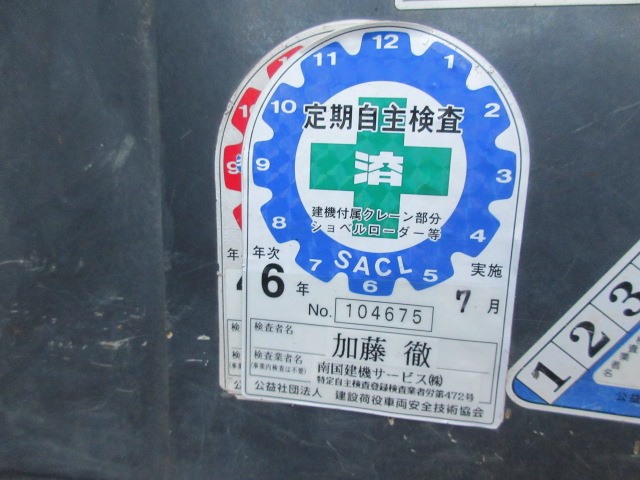 12
11 1
10 2
9 3
8 4
7 5
6
定期自主検査
済
建機付属クレーン部分
ショベルローダー等
SACL
年次 実施
6年 7月
No. 104675
検査者名 加藤 徹
検査業者名 南国建機サービス㈱
(事業内検査は不要) 特定自主検査登録検査業者労第472号
公益社団法人 建設荷役車両安全技術協会
年
検
検
公
1 2 3
公益